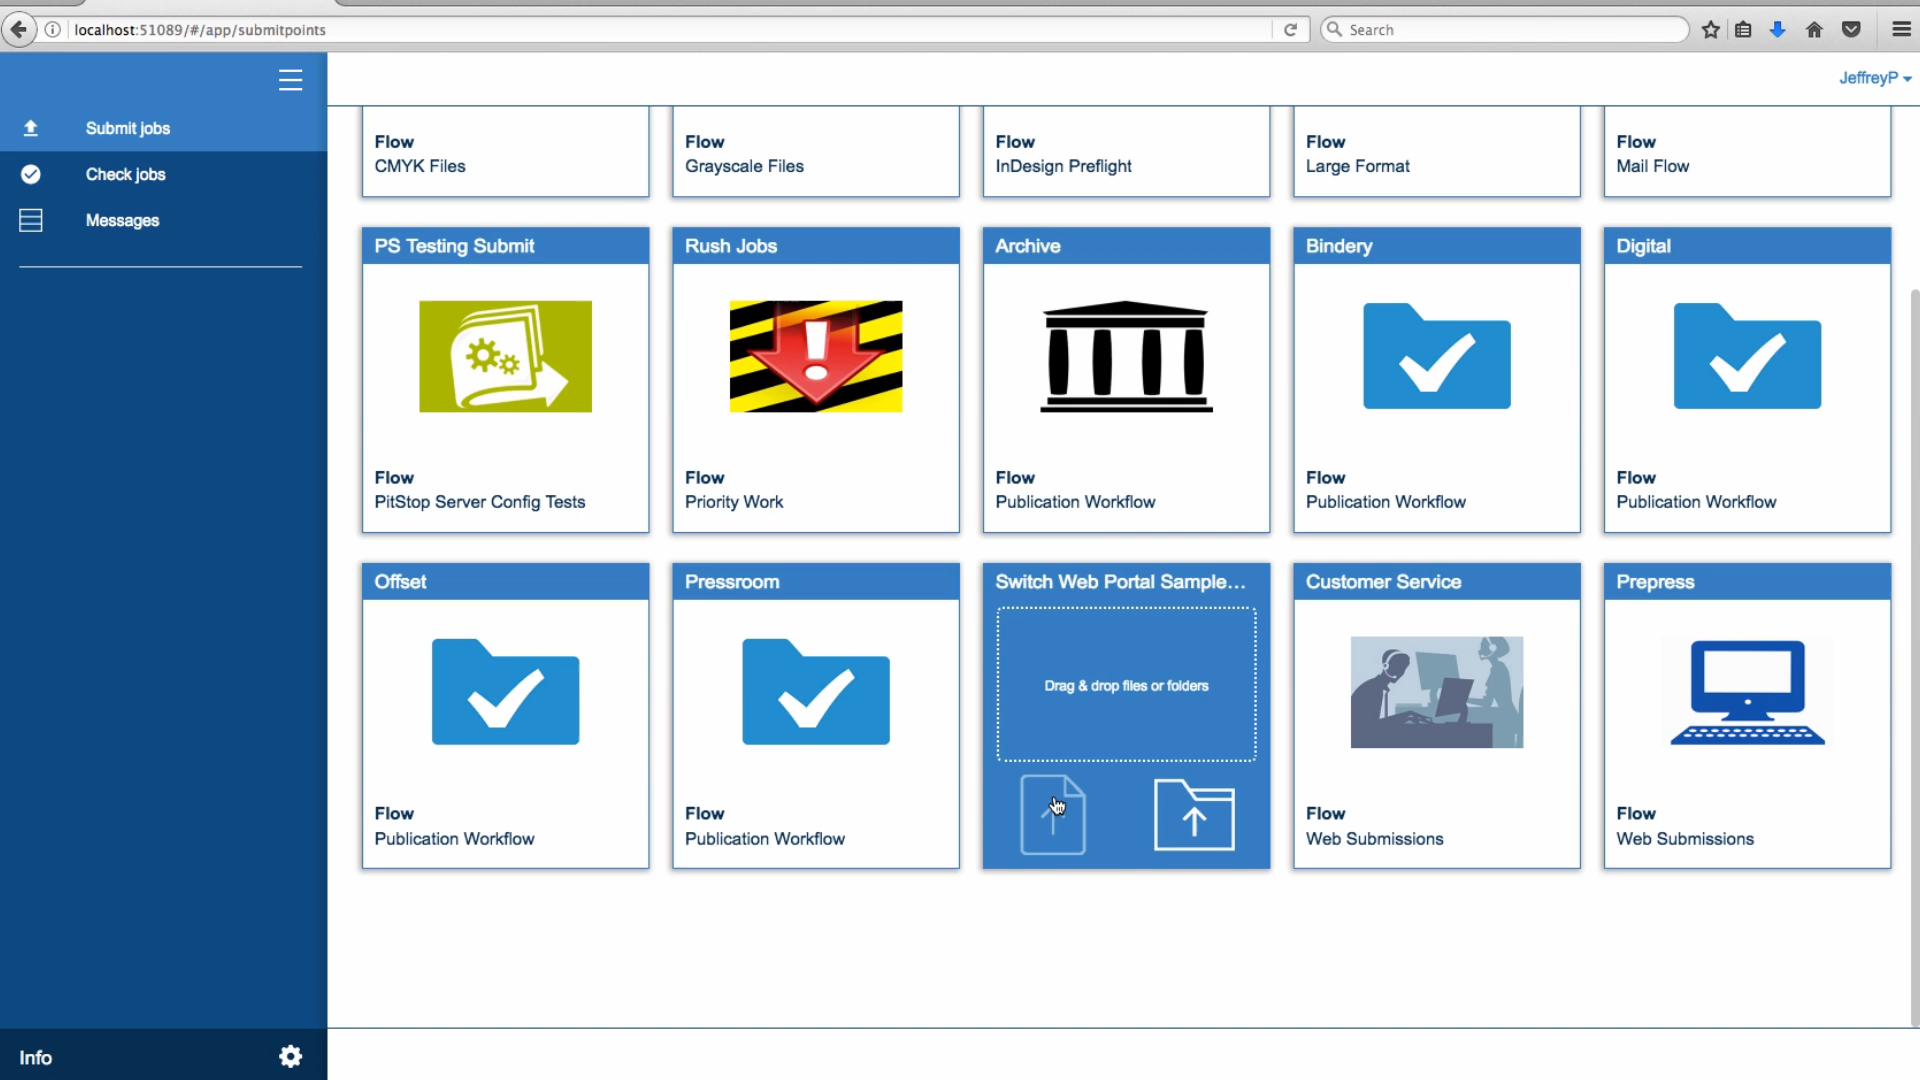 localhost:51089/#/app/submitpoints
Search
JeffreyP
Submit jobs
Check jobs
Messages
Flow
CMYK Files
Flow
Grayscale Files
Flow
InDesign Preflight
Flow
Large Format
Flow
Mail Flow
PS Testing Submit
Flow
PitStop Server Config Tests
Rush Jobs
Flow
Priority Work
Archive
Flow
Publication Workflow
Bindery
Flow
Publication Workflow
Digital
Flow
Publication Workflow
Offset
Flow
Publication Workflow
Pressroom
Flow
Publication Workflow
Switch Web Portal Sample...
Drag & drop files or folders
Customer Service
Flow
Web Submissions
Prepress
Flow
Web Submissions
Info